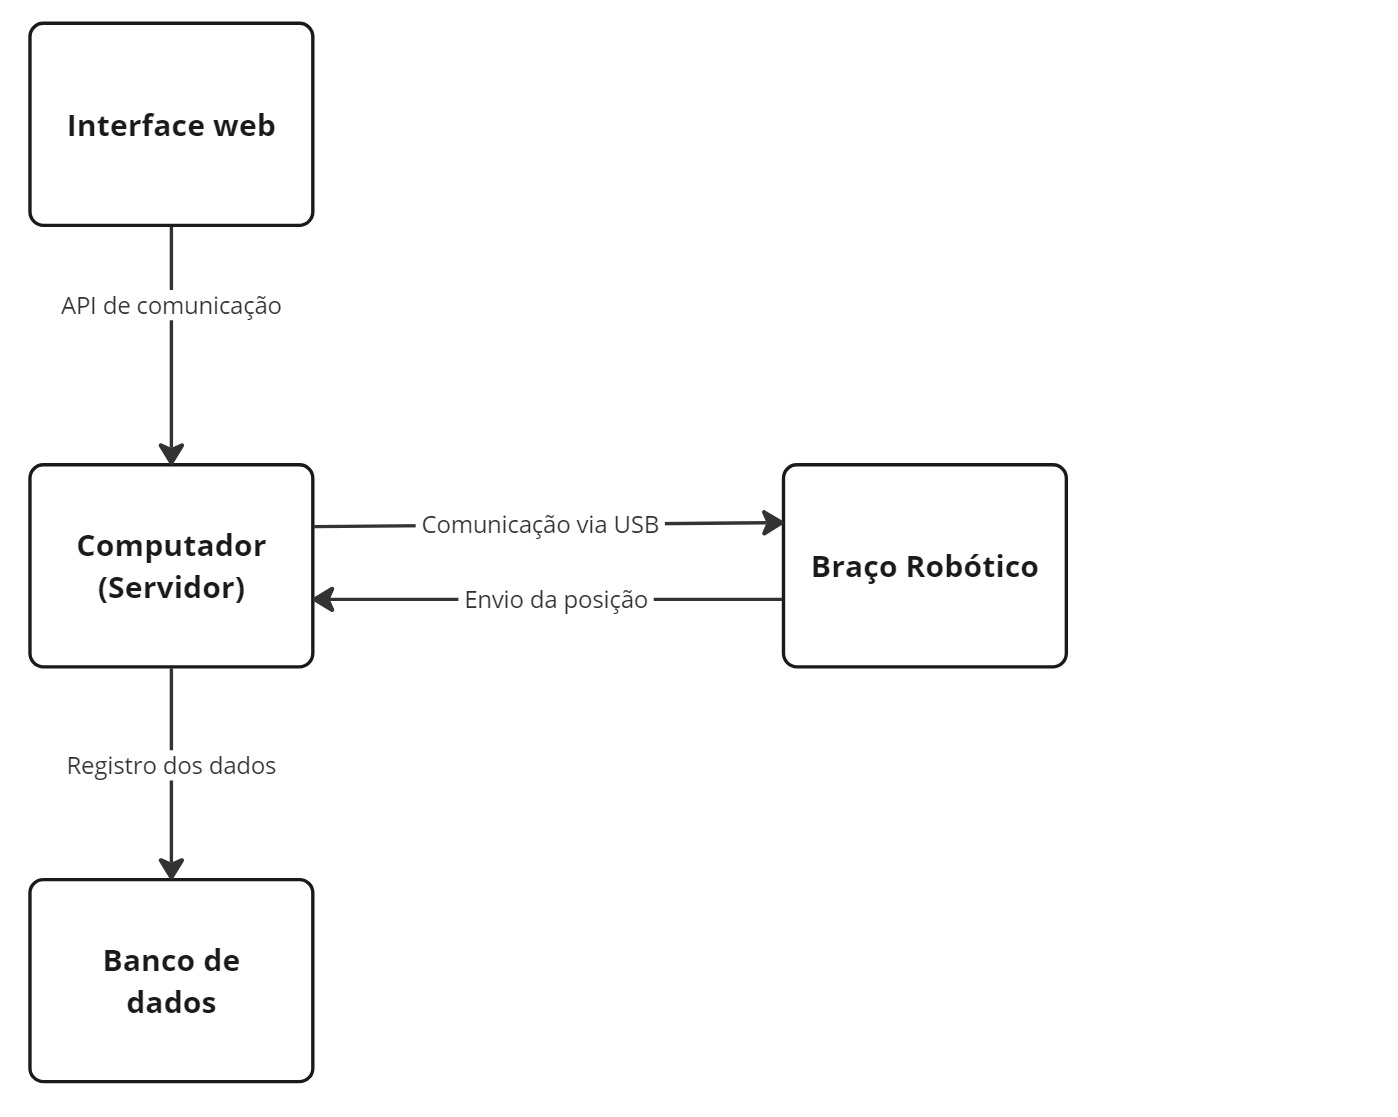 Interface web
API de comunicação
Computador
(Servidor)
Comunicação via USB
Envio da posição
Braço Robótico
Registro dos dados
Banco de
dados